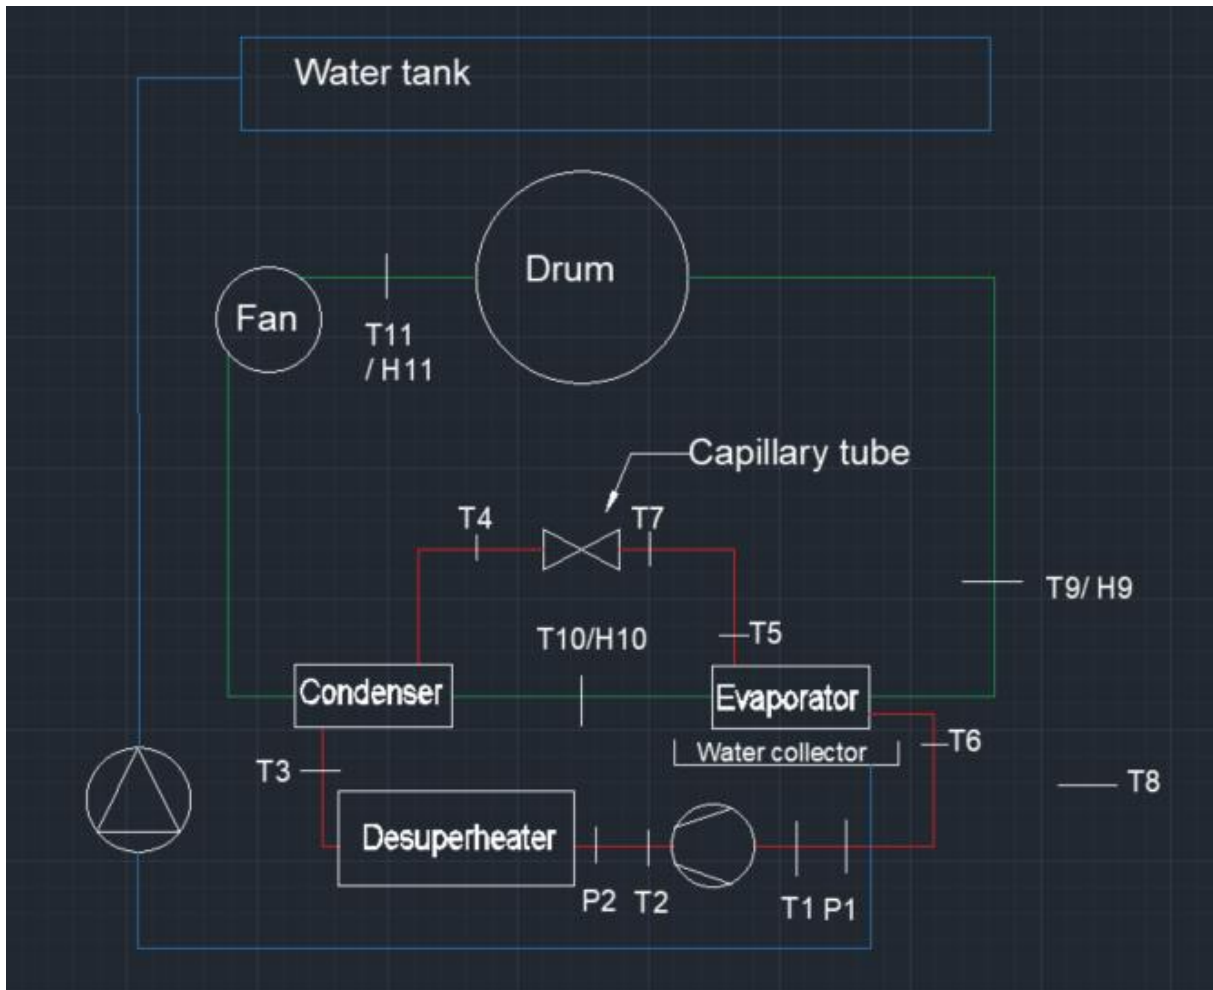 Water tank
Drum
Fan
T11
/ H11
Capillary tube
T4
T7
T9/ H9
T10/H10
T5
Condenser
Evaporator
Water collector
T6
T3
T8
Desuperheater
P2
T2
T1
P1